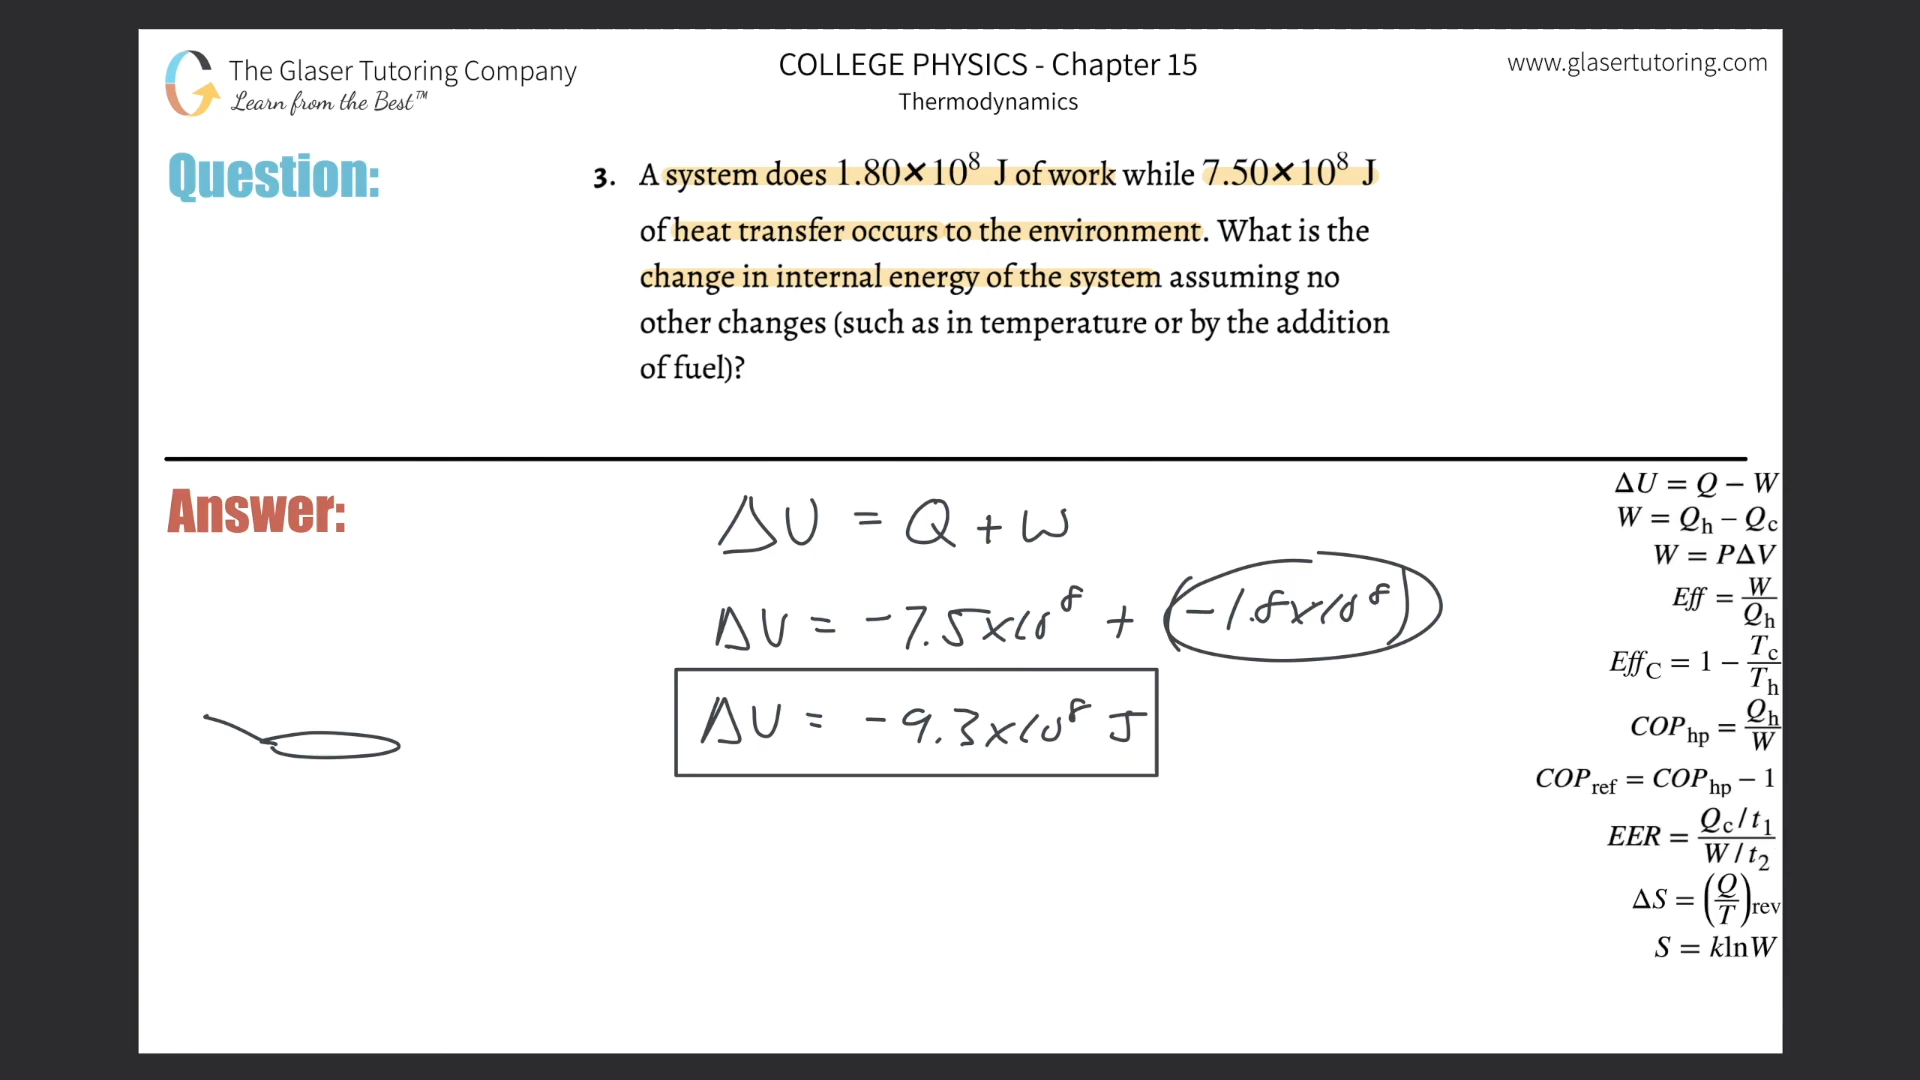 The Glaser Tutoring Company
Learn from the Best™
COLLEGE PHYSICS - Chapter 15
Thermodynamics
www.glasertutoring.com
Question:
3. A system does 1.80×10⁸ J of work while 7.50×10⁸ J
of heat transfer occurs to the environment. What is the
change in internal energy of the system assuming no
other changes (such as in temperature or by the addition
of fuel)?
Answer:
ΔU = Q + W
ΔU = -7.5x10⁸ + (-1.8x10⁸)
ΔU = -9.3x10⁸ J
ΔU = Q − W
W = Qh − Qc
W = PΔV
Eff = W/Qh
EffC = 1 − Tc/Th
COPhp = Qh/W
COPref = COPhp − 1
EER = (Qc/t1)/(W/t2)
ΔS = (Q/T)rev
S = klnW